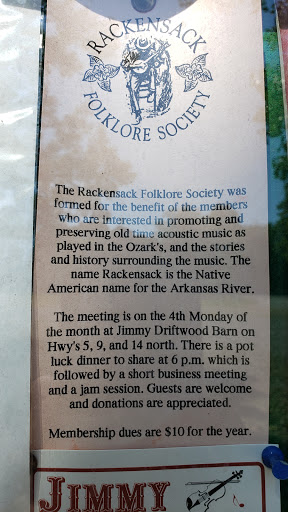 RACKENSACK
FOLKLORE SOCIETY
The Rackensack Folklore Society was
formed for the benefit of the members
who are interested in promoting and
preserving old time acoustic music as
played in the Ozark's, and the stories
and history surrounding the music. The
name Rackensack is the Native
American name for the Arkansas River.
The meeting is on the 4th Monday of
the month at Jimmy Driftwood Barn on
Hwy's 5, 9, and 14 north. There is a pot
luck dinner to share at 6 p.m. which is
followed by a short business meeting
and a jam session. Guests are welcome
and donations are appreciated.
Membership dues are $10 for the year.
JIMMY